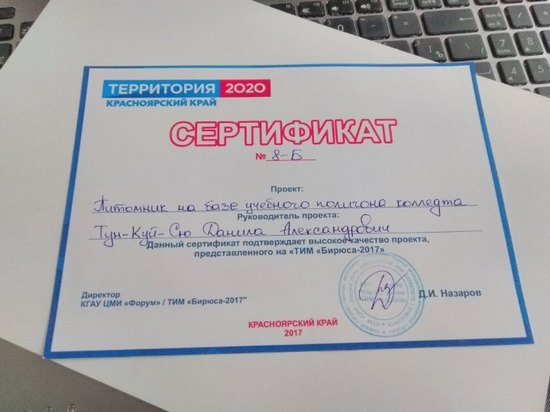 ТЕРРИТОРИЯ 2020
КРАСНОЯРСКИЙ КРАЙ
СЕРТИФИКАТ
№ 8-Б
Проект:
Питомник на базе учебного полигона колледжа
Руководитель проекта:
Тун-Куй-Сю Данила Александрович
Данный сертификат подтверждает высокое качество проекта,
представленного на «ТИМ «Бирюса-2017»
Директор
КГАУ ЦМИ «Форум» / ТИМ «Бирюса-2017"
Д.И. Назаров
КРАСНОЯРСКИЙ КРАЙ
2017